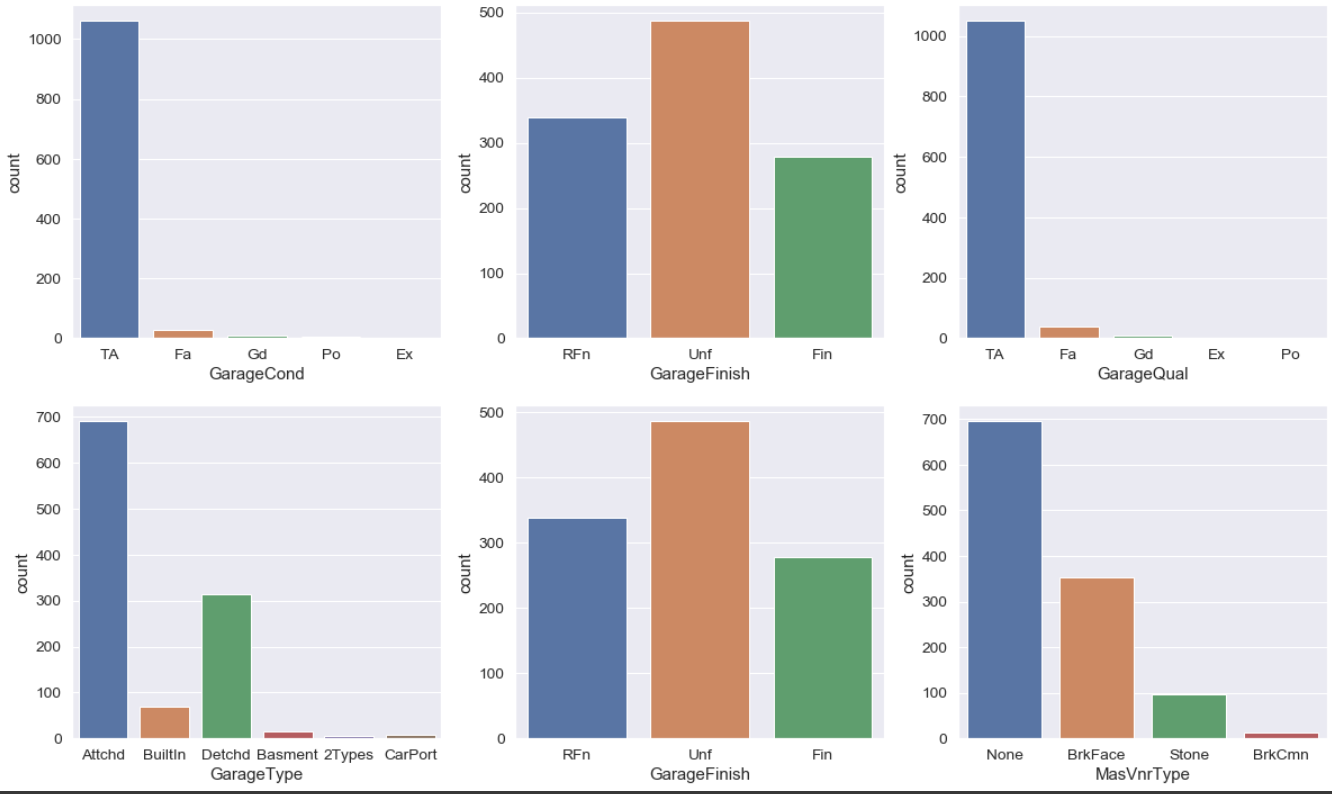 1000
800
600
400
200
0
count
TA Fa Gd Po Ex
GarageCond
500
400
300
200
100
0
count
RFn Unf Fin
GarageFinish
1000
800
600
400
200
0
count
TA Fa Gd Ex Po
GarageQual
700
600
500
400
300
200
100
0
count
Attchd BuiltIn Detchd Basment 2Types CarPort
GarageType
500
400
300
200
100
0
count
RFn Unf Fin
GarageFinish
700
600
500
400
300
200
100
0
count
None BrkFace Stone BrkCmn
MasVnrType